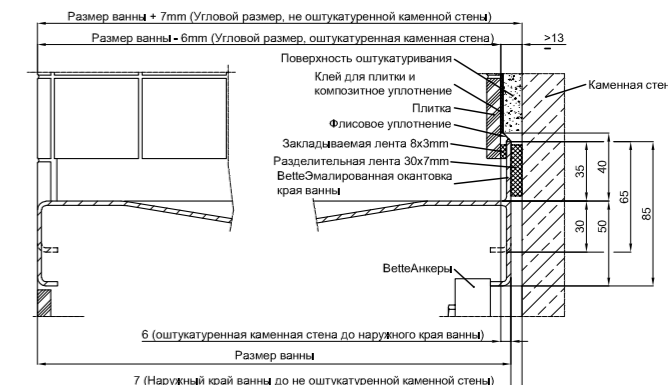 Размер ванны + 7mm (Угловой размер, не оштукатуренной каменной стены)
Размер ванны - 6mm (Угловой размер, оштукатуренная каменная стена)
>13
Поверхность оштукатуривания
Клей для плитки и
композитное уплотнение
Каменная стен
Плитка
Флисовое уплотнение
Закладываемая лента 8x3mm
Разделительная лента 30x7mm
BetteЭмалированная окантовка
края ванны
35
40
65
85
30
50
BetteАнкеры
6 (оштукатуренная каменная стена до наружного края ванны)
Размер ванны
7 (Наружный край ванны до не оштукатуренной каменной стены)